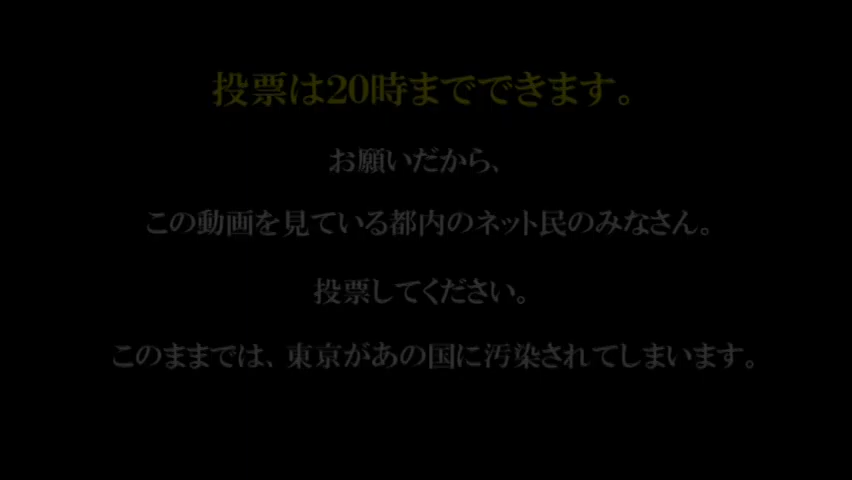 投票は20時までできます。
お願いだから、
この動画を見ている都内のネット民のみなさん。
投票してください。
このままでは、東京があの国に汚染されてしまいます。